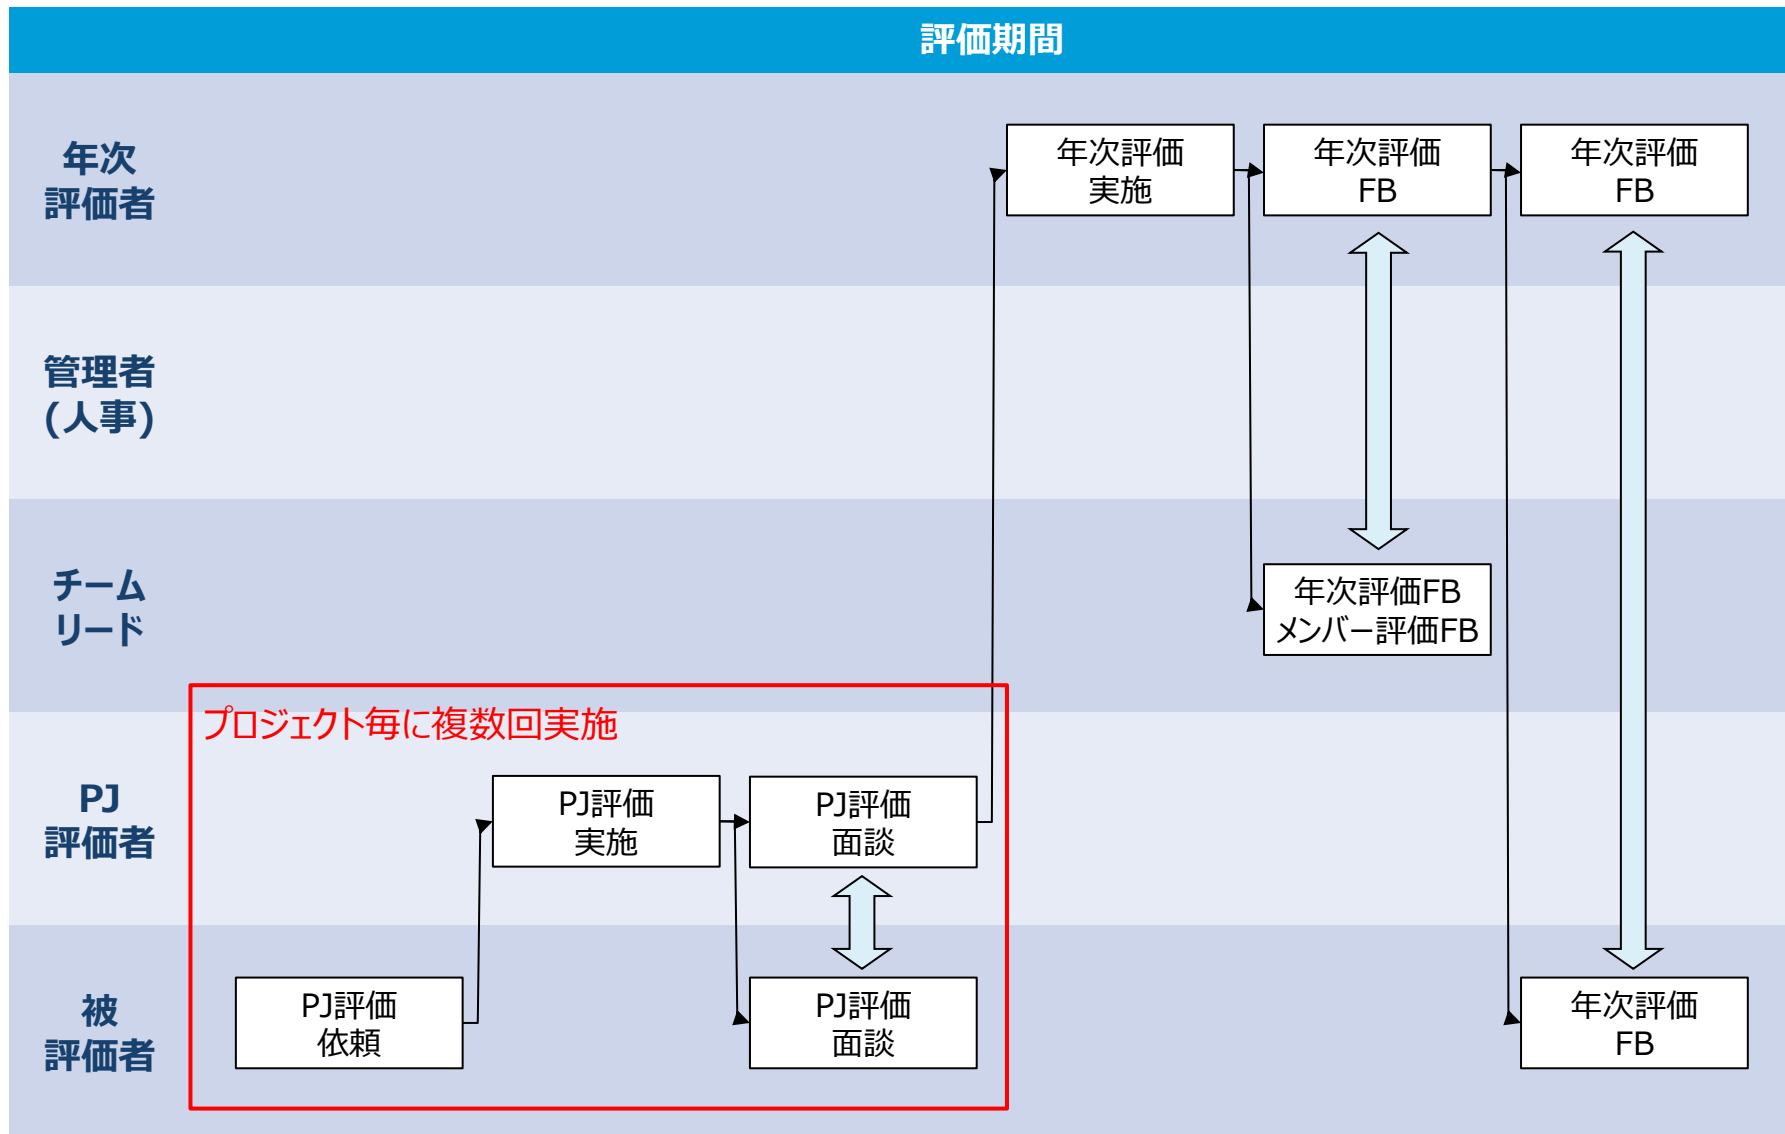 評価期間
年次
評価者
年次評価
実施
年次評価
FB
年次評価
FB
管理者
(人事)
チーム
リード
年次評価FB
メンバー評価FB
プロジェクト毎に複数回実施
PJ
評価者
PJ評価
実施
PJ評価
面談
被
評価者
PJ評価
依頼
PJ評価
面談
年次評価
FB